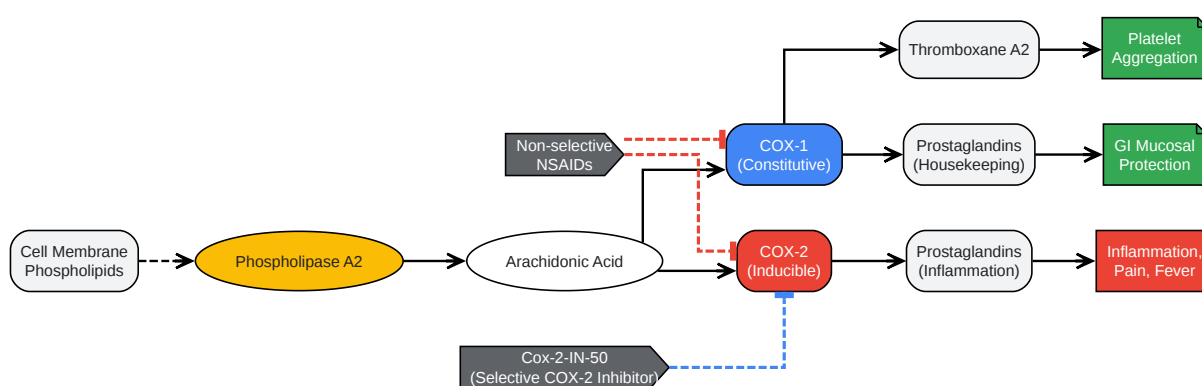 Thromboxane A2
Platelet
Aggregation
Non-selective
NSAIDs
COX-1
(Constitutive)
Prostaglandins
(Housekeeping)
GI Mucosal
Protection
Cell Membrane
Phospholipids
Phospholipase A2
Arachidonic Acid
COX-2
(Inducible)
Prostaglandins
(Inflammation)
Inflammation,
Pain, Fever
Cox-2-IN-50
(Selective COX-2 Inhibitor)